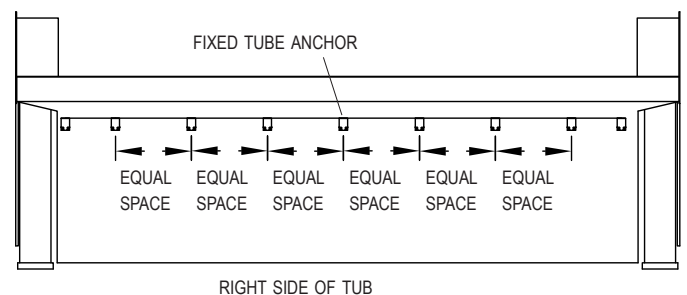 FIXED TUBE ANCHOR
EQUAL EQUAL EQUAL EQUAL EQUAL EQUAL
SPACE SPACE SPACE SPACE SPACE SPACE
RIGHT SIDE OF TUB